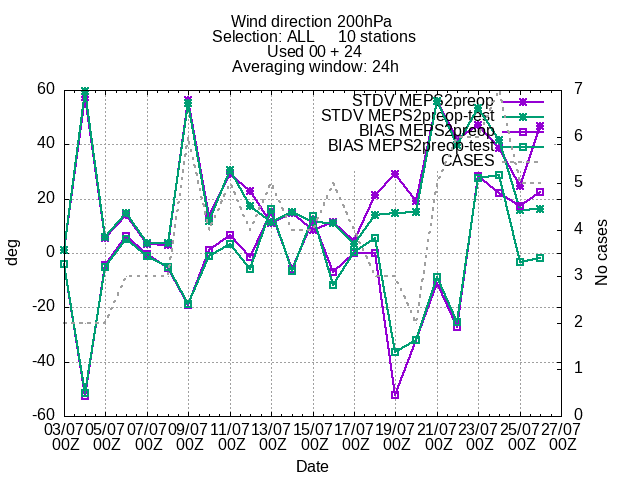 Wind direction 200hPa
Selection: ALL 10 stations
Used 00 + 24
Averaging window: 24h
STDV MEPS2preop
STDV MEPS2preop-test
BIAS MEPS2preop
BIAS MEPS2preop-test
CASES
60
40
20
0
-20
-40
-60
deg
7
6
5
4
3
2
1
0
No cases
03/07 05/07 07/07 09/07 11/07 13/07 15/07 17/07 19/07 21/07 23/07 25/07 27/07
00Z 00Z 00Z 00Z 00Z 00Z 00Z 00Z 00Z 00Z 00Z 00Z 00Z
Date